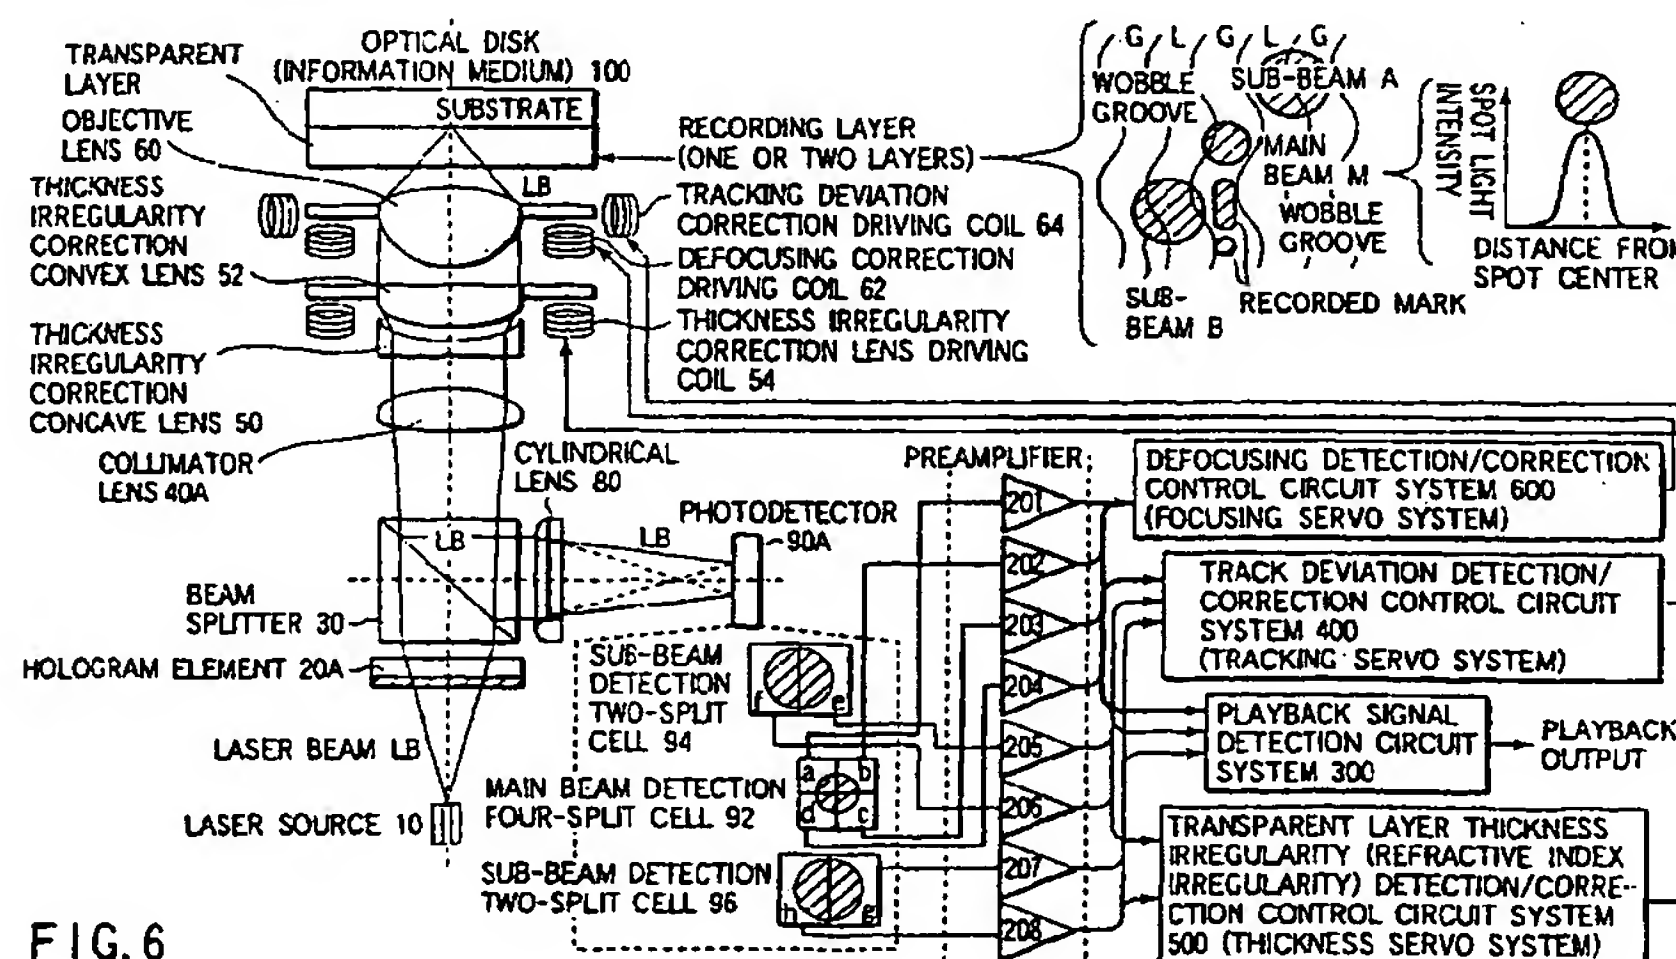 OPTICAL DISK
(INFORMATION MEDIUM) 100
TRANSPARENT
LAYER
SUBSTRATE
OBJECTIVE
LENS 60
THICKNESS
IRREGULARITY
CORRECTION
CONVEX LENS 52
THICKNESS
IRREGULARITY
CORRECTION
CONCAVE LENS 50
COLLIMATOR
LENS 40A
LB
RECORDING LAYER
(ONE OR TWO LAYERS)
TRACKING DEVIATION
CORRECTION DRIVING COIL 64
DEFOCUSING CORRECTION
DRIVING COIL 62
THICKNESS IRREGULARITY
CORRECTION LENS DRIVING
COIL 54
G L G L G
WOBBLE
GROOVE
SUB-BEAM A
MAIN
BEAM M
WOBBLE
GROOVE
SUB-
BEAM B
RECORDED MARK
SPOT LIGHT
INTENSITY
DISTANCE FROM
SPOT CENTER
CYLINDRICAL
LENS 80
LB
LB
PHOTODETECTOR
90A
BEAM
SPLITTER 30
HOLOGRAM ELEMENT 20A
LASER BEAM LB
LASER SOURCE 10
SUB-BEAM
DETECTION
TWO-SPLIT
CELL 94
f e
MAIN BEAM DETECTION
FOUR-SPLIT CELL 92
a b
d c
SUB-BEAM DETECTION
TWO-SPLIT CELL 96
h g
PREAMPLIFIER
201
202
203
204
205
206
207
208
DEFOCUSING DETECTION/CORRECTION
CONTROL CIRCUIT SYSTEM 600
(FOCUSING SERVO SYSTEM)
TRACK DEVIATION DETECTION/
CORRECTION CONTROL CIRCUIT
SYSTEM 400
(TRACKING SERVO SYSTEM)
PLAYBACK SIGNAL
DETECTION CIRCUIT
SYSTEM 300
PLAYBACK
OUTPUT
TRANSPARENT LAYER THICKNESS
IRREGULARITY (REFRACTIVE INDEX
IRREGULARITY) DETECTION/CORRE-
CTION CONTROL CIRCUIT SYSTEM
500 (THICKNESS SERVO SYSTEM)
FIG. 6